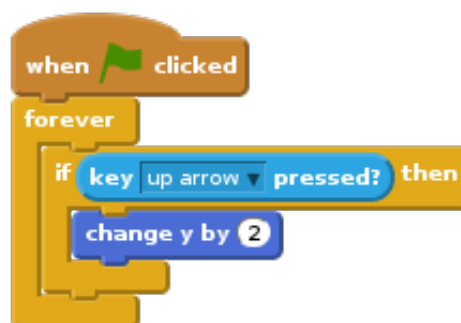 when clicked
forever
if key up arrow pressed? then
change y by 2